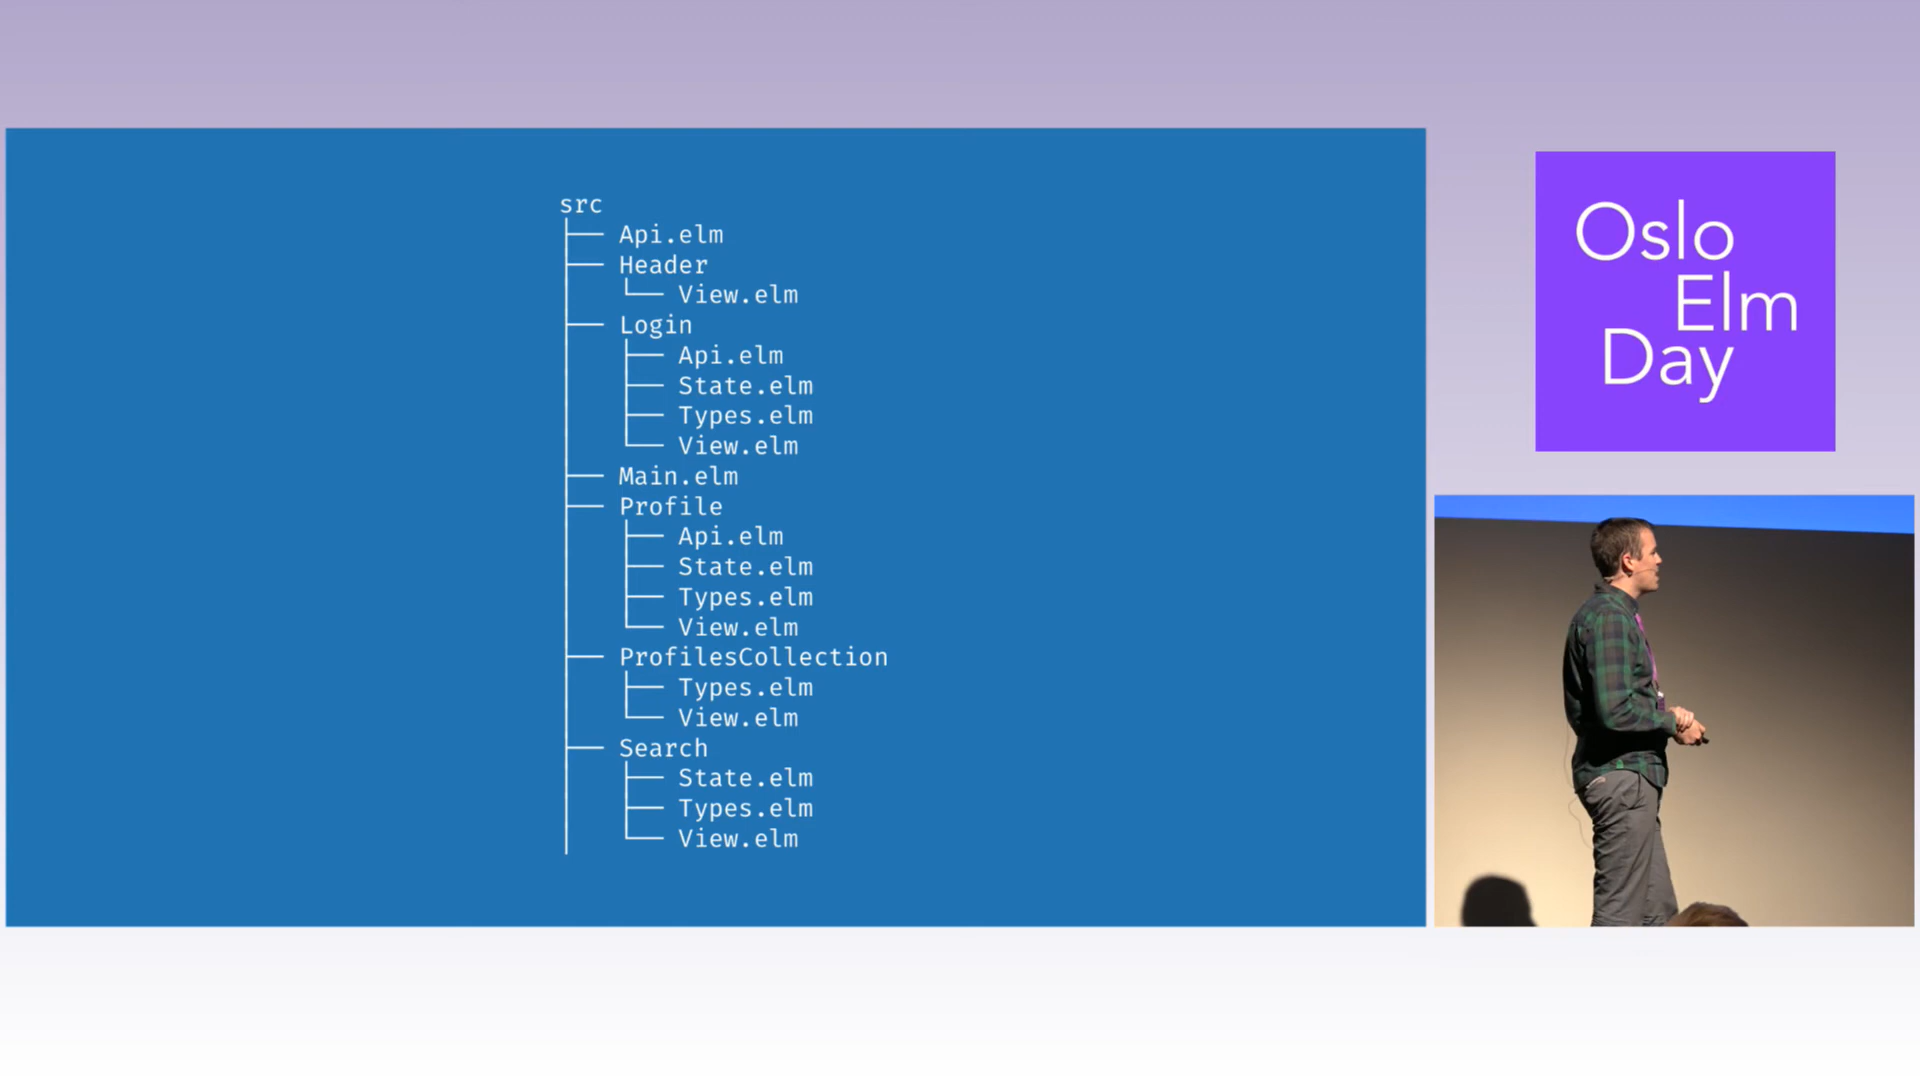 src
├── Api.elm
├── Header
│   └── View.elm
├── Login
│   ├── Api.elm
│   ├── State.elm
│   ├── Types.elm
│   └── View.elm
├── Main.elm
├── Profile
│   ├── Api.elm
│   ├── State.elm
│   ├── Types.elm
│   └── View.elm
├── ProfilesCollection
│   ├── Types.elm
│   └── View.elm
├── Search
│   ├── State.elm
│   ├── Types.elm
│   └── View.elm
Oslo
Elm
Day